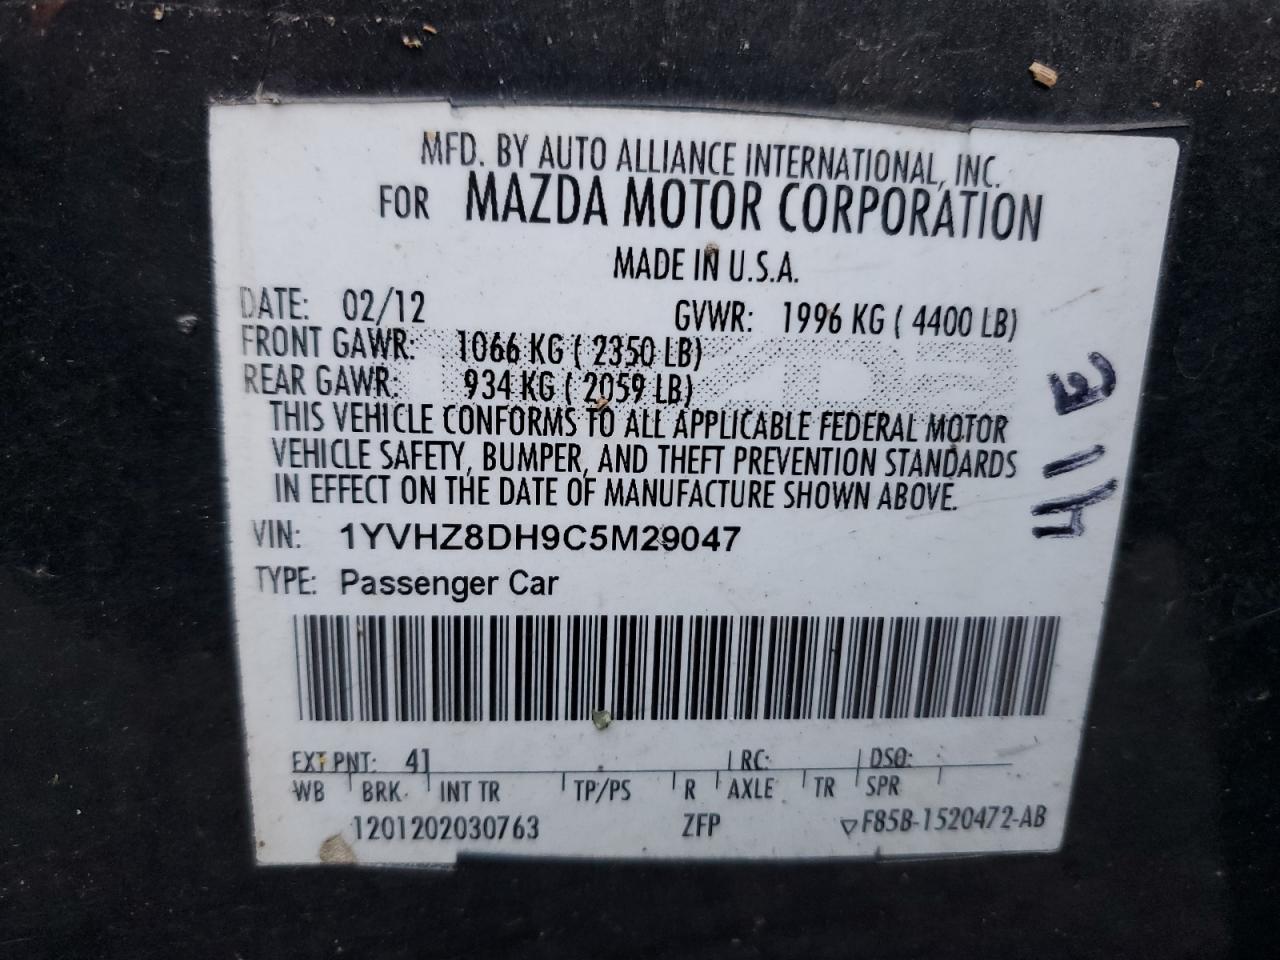 MFD. BY AUTO ALLIANCE INTERNATIONAL, INC.
FOR MAZDA MOTOR CORPORATION
MADE IN U.S.A.
DATE: 02/12 GVWR: 1996 KG ( 4400 LB)
FRONT GAWR: 1066 KG ( 2350 LB)
REAR GAWR: 934 KG ( 2059 LB)
THIS VEHICLE CONFORMS TO ALL APPLICABLE FEDERAL MOTOR
VEHICLE SAFETY, BUMPER, AND THEFT PREVENTION STANDARDS
IN EFFECT ON THE DATE OF MANUFACTURE SHOWN ABOVE.
VIN: 1YVHZ8DH9C5M29047
TYPE: Passenger Car
EXT PNT: 41 RC: DSO:
WB BRK INT TR TP/PS R AXLE TR SPR
1201202030763 ZFP F85B-1520472-AB
41E